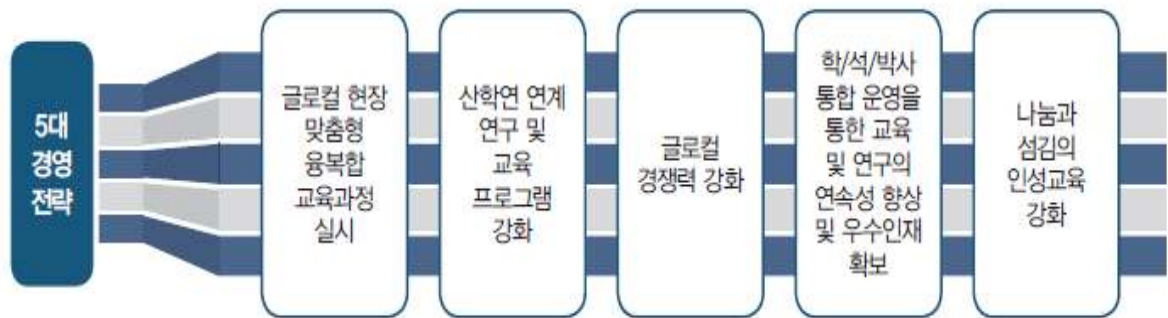 5대
경영
전략
글로컬 현장
맞춤형
융복합
교육과정
실시
산학연 연계
연구 및
교육
프로그램
강화
글로컬
경쟁력 강화
학/석/박사
통합 운영을
통한 교육
및 연구의
연속성 향상
및 우수인재
확보
나눔과
섬김의
인성교육
강화